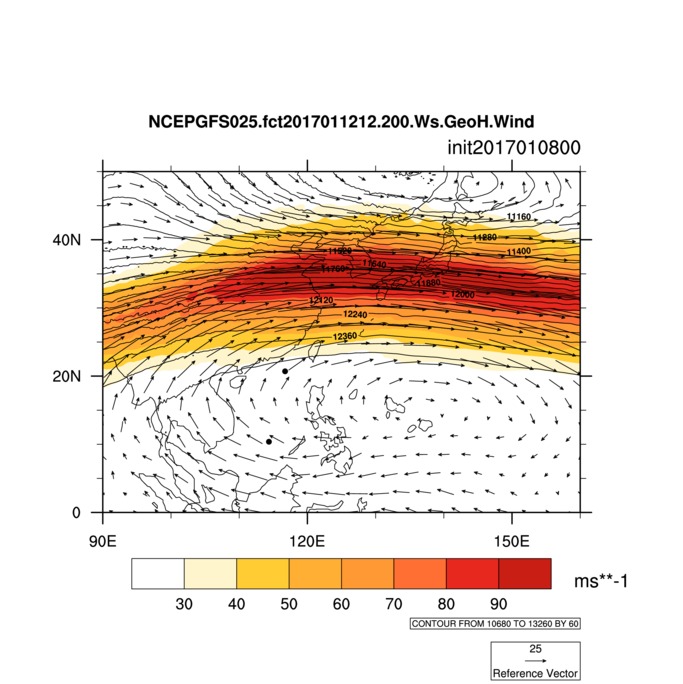 NCEPGFS025.fct2017011212.200.Ws.GeoH.Wind
init2017010800
11160
40N
11280
11400
11520
11640
11760
11880
12000
12120
12240
12360
20N
0
90E 120E 150E
ms**-1
30 40 50 60 70 80 90
CONTOUR FROM 10680 TO 13260 BY 60
25
Reference Vector